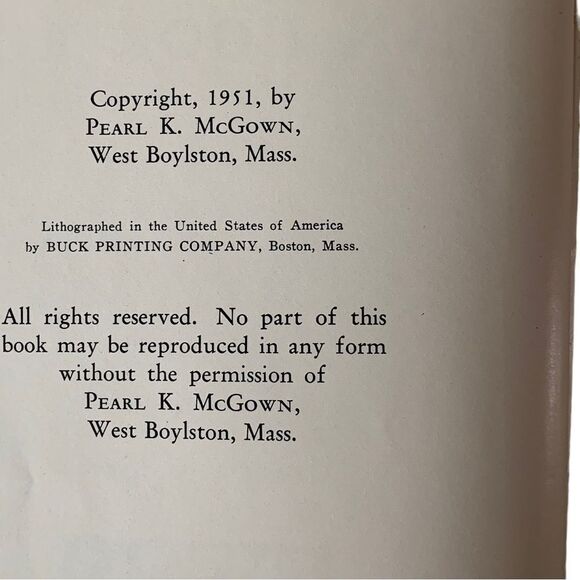 Copyright, 1951, by
PEARL K. MCGOWN,
West Boylston, Mass.
Lithographed in the United States of America
by BUCK PRINTING COMPANY, Boston, Mass.
All rights reserved. No part of this
book may be reproduced in any form
without the permission of
PEARL K. MCGOWN,
West Boylston, Mass.